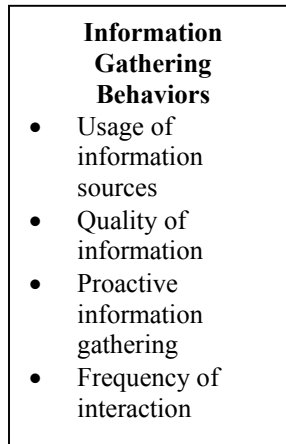 Information
Gathering
Behaviors
• Usage of
information
sources
• Quality of
information
• Proactive
information
gathering
• Frequency of
interaction